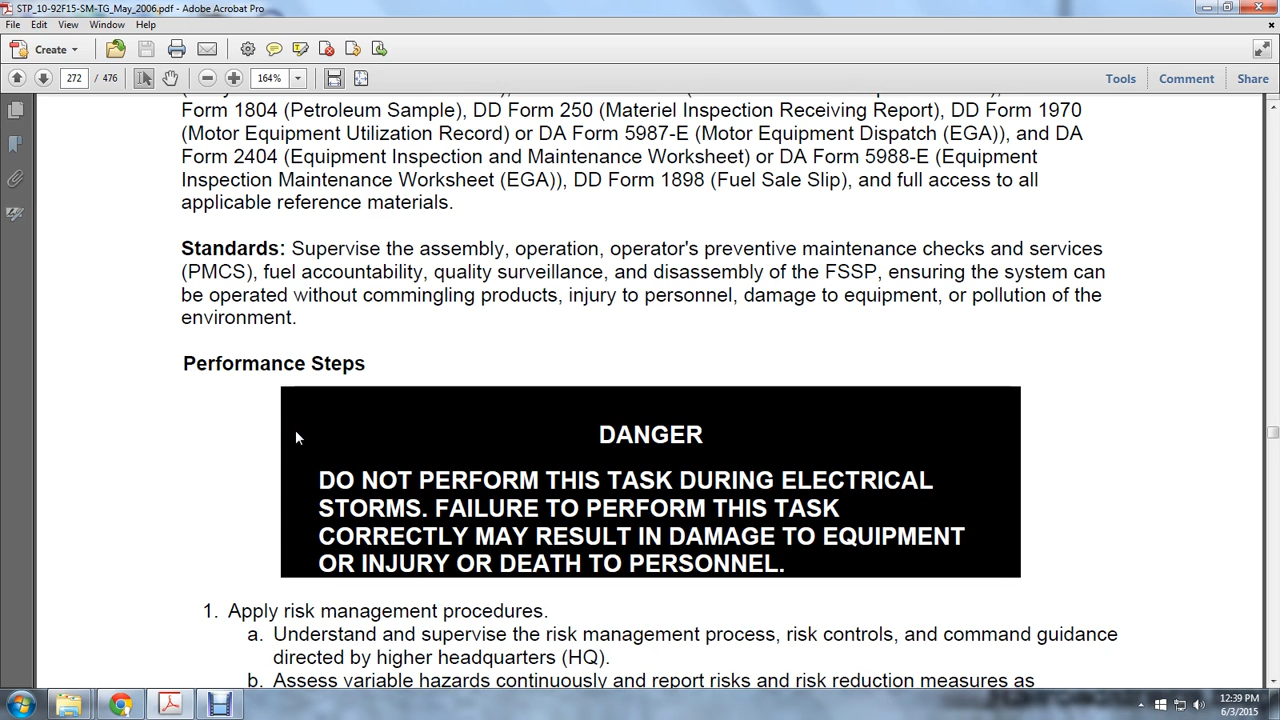 STP_10-92F15-SM-TG_May_2006.pdf - Adobe Acrobat Pro
File Edit View Window Help
Create
272 / 476 164% Tools Comment Share
Form 1804 (Petroleum Sample), DD Form 250 (Materiel Inspection Receiving Report), DD Form 1970
(Motor Equipment Utilization Record) or DA Form 5987-E (Motor Equipment Dispatch (EGA)), and DA
Form 2404 (Equipment Inspection and Maintenance Worksheet) or DA Form 5988-E (Equipment
Inspection Maintenance Worksheet (EGA)), DD Form 1898 (Fuel Sale Slip), and full access to all
applicable reference materials.
Standards: Supervise the assembly, operation, operator's preventive maintenance checks and services
(PMCS), fuel accountability, quality surveillance, and disassembly of the FSSP, ensuring the system can
be operated without commingling products, injury to personnel, damage to equipment, or pollution of the
environment.
Performance Steps
DANGER
DO NOT PERFORM THIS TASK DURING ELECTRICAL
STORMS. FAILURE TO PERFORM THIS TASK
CORRECTLY MAY RESULT IN DAMAGE TO EQUIPMENT
OR INJURY OR DEATH TO PERSONNEL.
1. Apply risk management procedures.
a. Understand and supervise the risk management process, risk controls, and command guidance
directed by higher headquarters (HQ).
b. Assess variable hazards continuously and report risks and risk reduction measures as
12:39 PM
6/3/2015